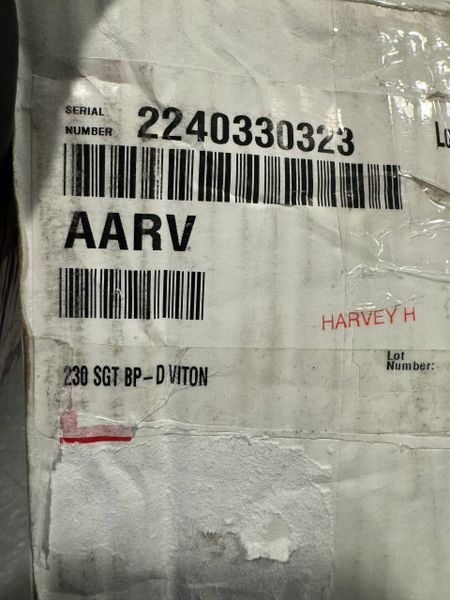 SERIAL
NUMBER 2240330323
AARV
HARVEY H
Lot
Number:
230 SGT BP-D VITON